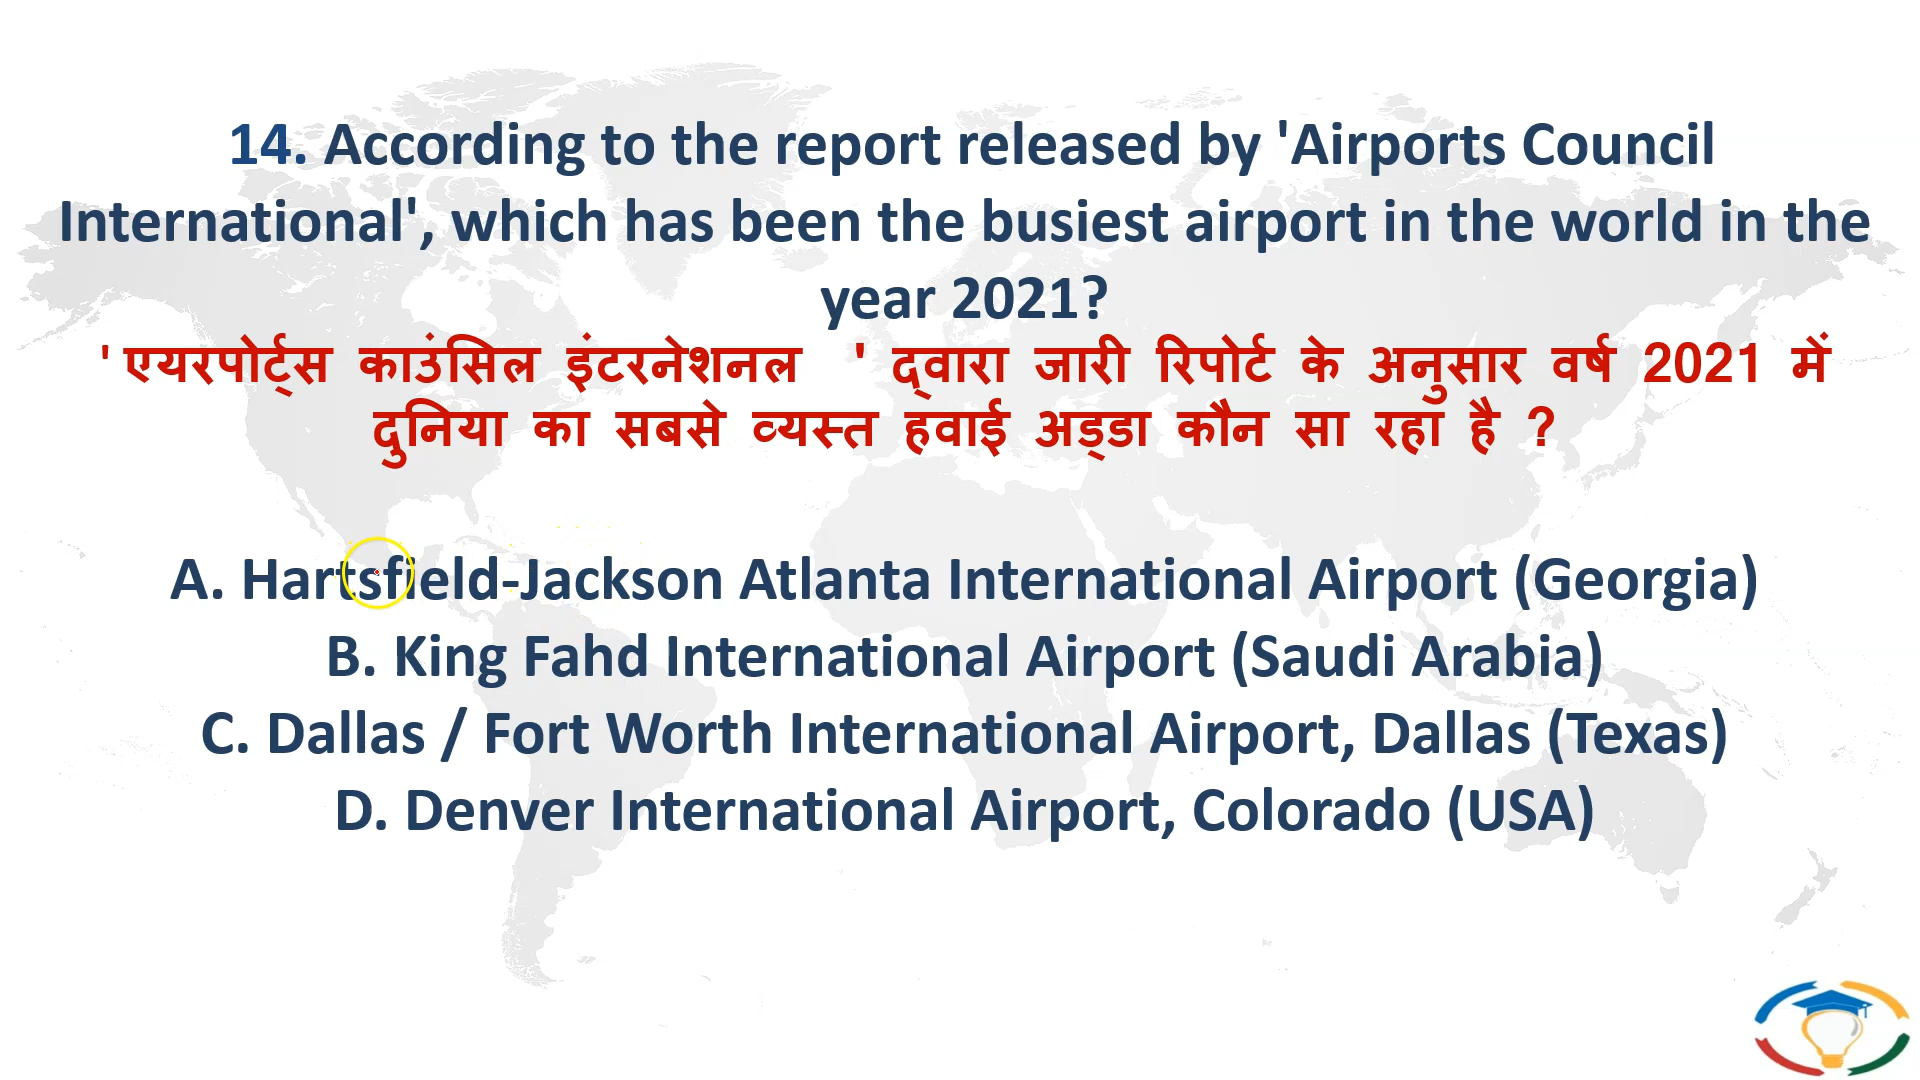 14. According to the report released by 'Airports Council
International', which has been the busiest airport in the world in the
year 2021?
' एयरपोर्ट्स काउंसिल इंटरनेशनल ' द्वारा जारी रिपोर्ट के अनुसार वर्ष 2021 में
दुनिया का सबसे व्यस्त हवाई अड्डा कौन सा रहा है ?
A. Hartsfield-Jackson Atlanta International Airport (Georgia)
B. King Fahd International Airport (Saudi Arabia)
C. Dallas / Fort Worth International Airport, Dallas (Texas)
D. Denver International Airport, Colorado (USA)